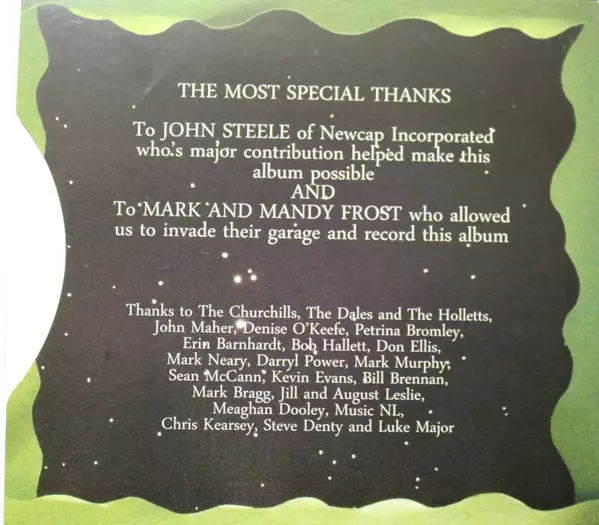 THE MOST SPECIAL THANKS
To JOHN STEELE of Newcap Incorporated
who's major contribution helped make this
album possible
AND
To MARK AND MANDY FROST who allowed
us to invade their garage and record this album
Thanks to The Churchills, The Dales and The Holletts,
John Maher, Denise O'Keefe, Petrina Bromley,
Erin Barnhardt, Bob Hallett, Don Ellis,
Mark Neary, Darryl Power, Mark Murphy,
Sean McCann, Kevin Evans, Bill Brennan,
Mark Bragg, Jill and August Leslie,
Meaghan Dooley, Music NL,
Chris Kearsey, Steve Denty and Luke Major